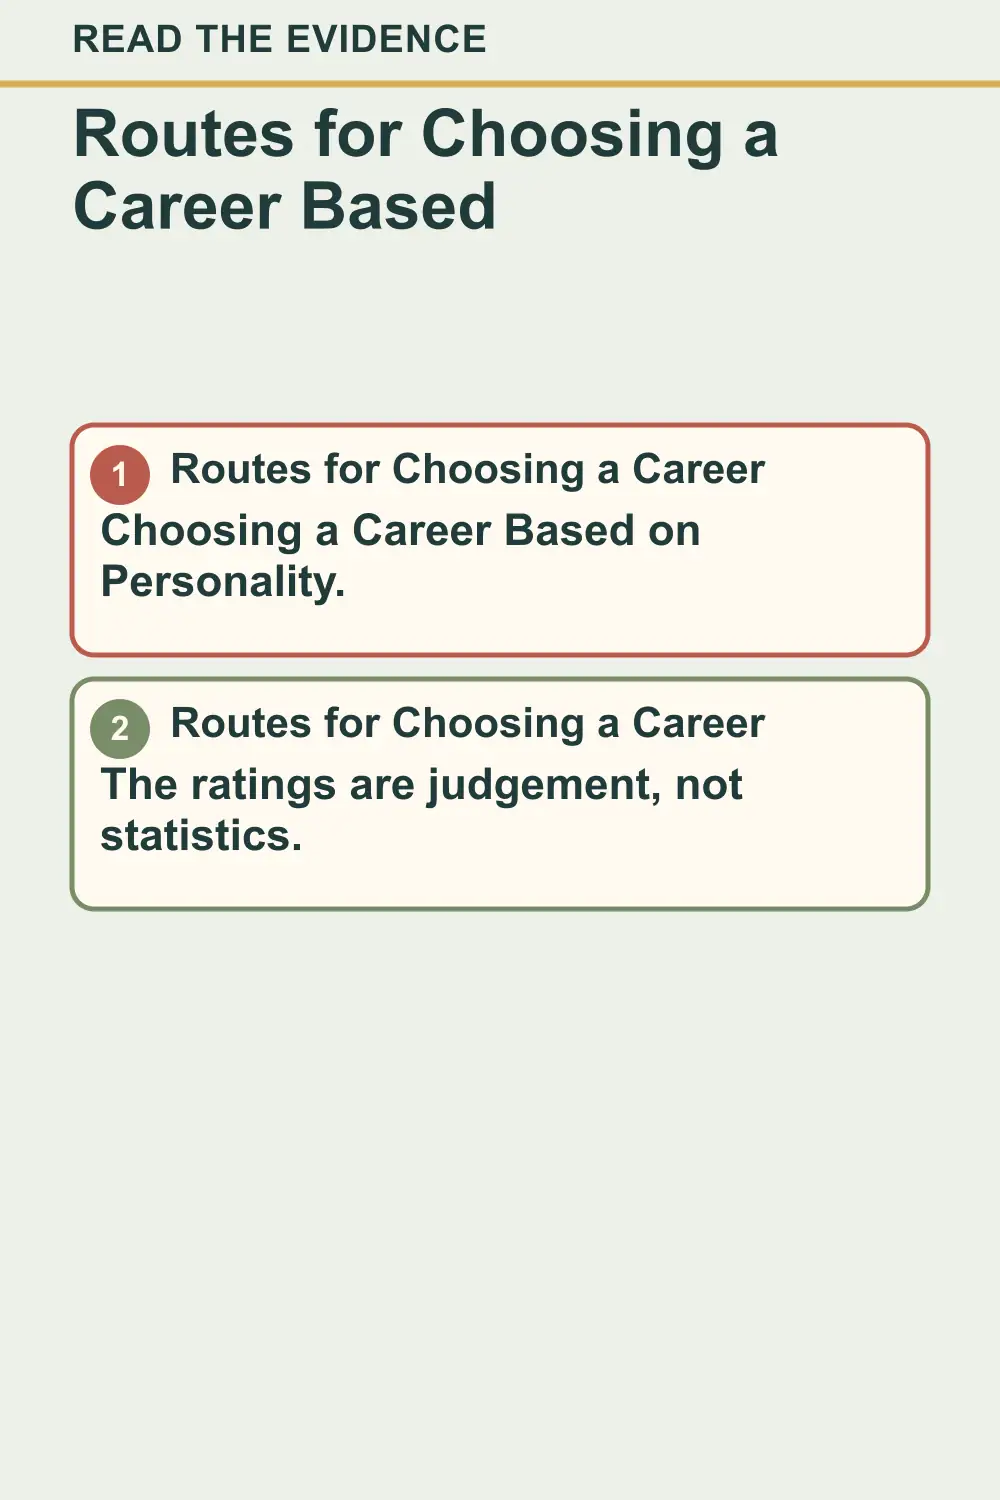 READ THE EVIDENCE
Routes for Choosing a
Career Based
1 Routes for Choosing a Career
Choosing a Career Based on
Personality.
2 Routes for Choosing a Career
The ratings are judgement, not
statistics.